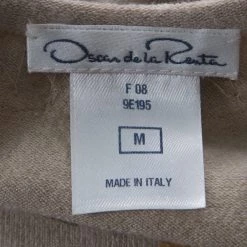 Oscar de la Renta
F 08
9E195
M
MADE IN ITALY